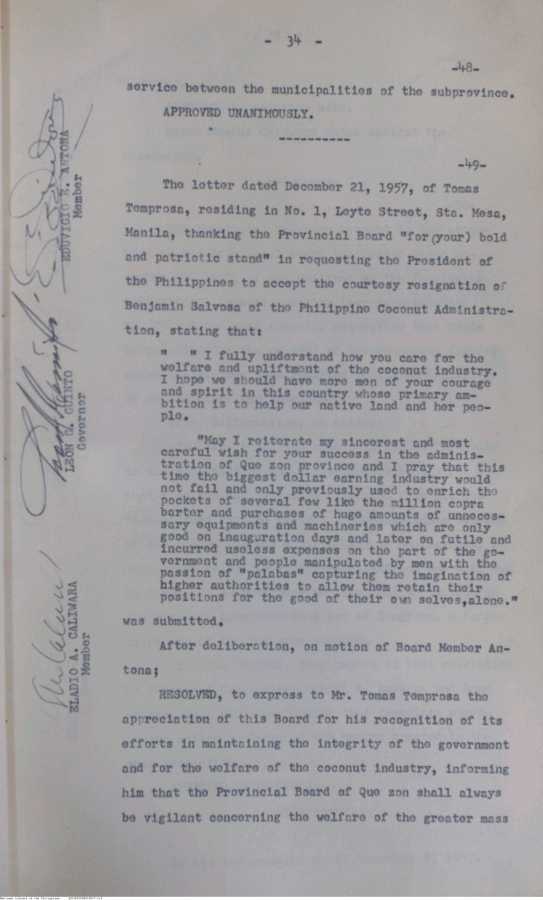 - 34 -
-48-
service between the municipalities of the subprovince.
APPROVED UNANIMOUSLY.
----------
-49-
The letter dated December 21, 1957, of Tomas
Temprosa, residing in No. 1, Leyte Street, Sta. Mesa,
Manila, thanking the Provincial Board "for(your) bold
and patriotic stand" in requesting the President of
the Philippines to accept the courtesy resignation of
Benjamin Salvosa of the Philippine Coconut Administra-
tion, stating that:
" " I fully understand how you care for the
welfare and upliftment of the coconut industry.
I hope we should have more men of your courage
and spirit in this country whose primary am-
bition is to help our native land and her peo-
ple.
"May I reiterate my sincerest and most
careful wish for your success in the adminis-
tration of Que zon province and I pray that this
time the biggest dollar earning industry would
not fail and only previously used to enrich the
pockets of several few like the million copra
barter and purchases of huge amounts of unneces-
sary equipments and machineries which are only
good on inauguration days and later on futile and
incurred useless expenses on the part of the go-
vernment and people manipulated by men with the
passion of "palabas" capturing the imagination of
higher authorities to allow them retain their
positions for the good of their own selves,alone."
was submitted.
After deliberation, on motion of Board Member An-
tona;
RESOLVED, to express to Mr. Tomas Temprosa the
appreciation of this Board for his recognition of its
efforts in maintaining the integrity of the government
and for the welfare of the coconut industry, informing
him that the Provincial Board of Que zon shall always
be vigilant concerning the welfare of the greater mass
EDUVIGIO E. ANTONA
Member
LEON G. GUINTO
Governor
ELADIO A. CALIWARA
Member